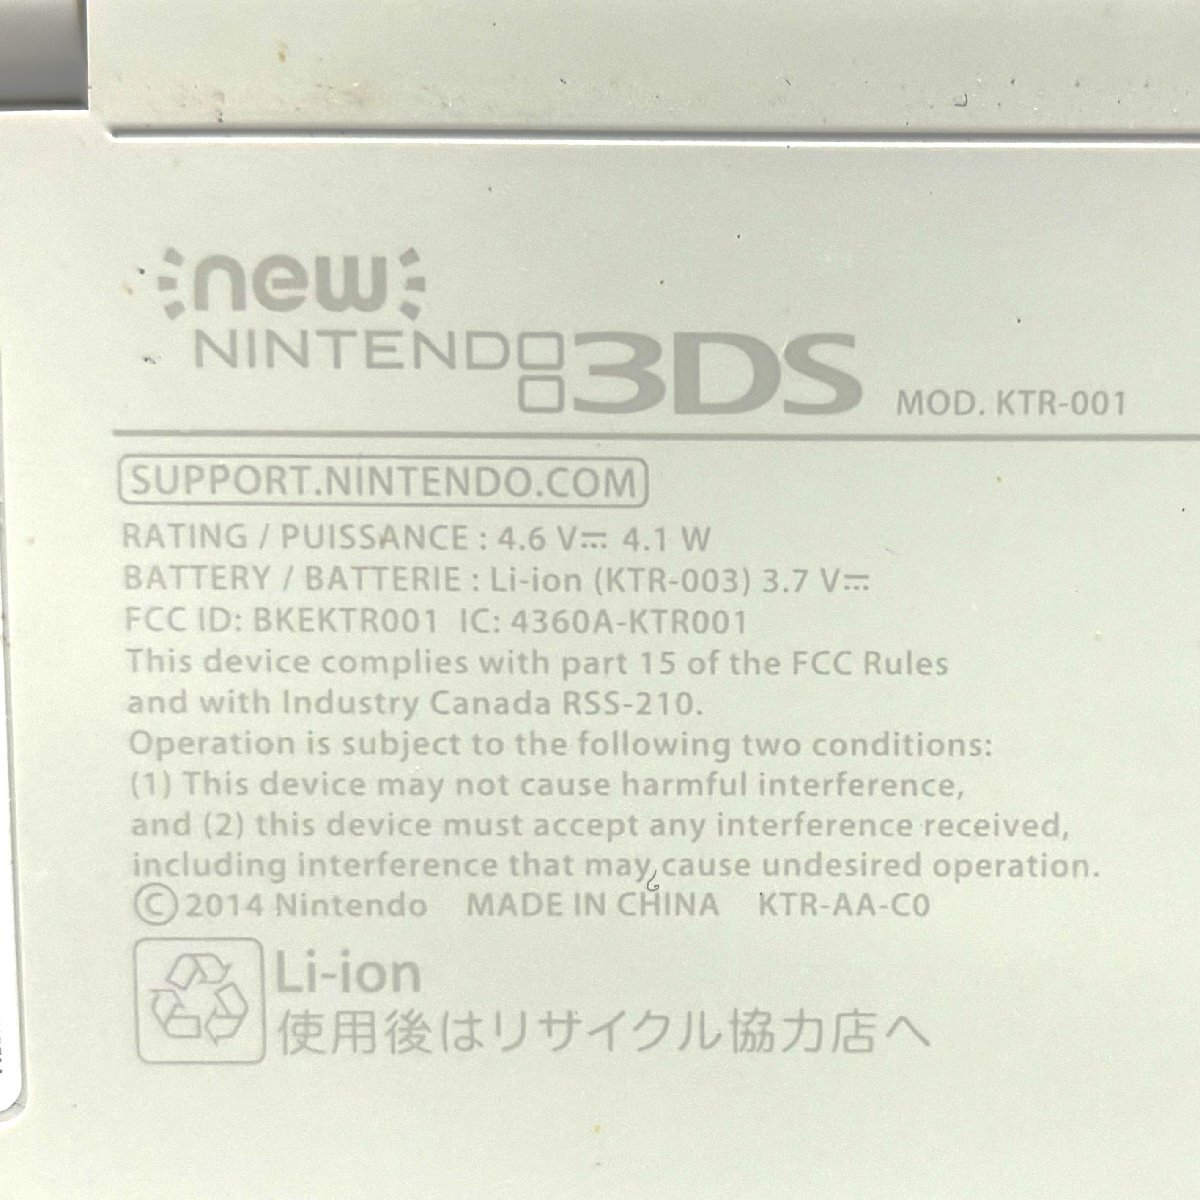 new
NINTENDO 3DS MOD. KTR-001
SUPPORT.NINTENDO.COM
RATING / PUISSANCE : 4.6 V⎓ 4.1 W
BATTERY / BATTERIE : Li-ion (KTR-003) 3.7 V⎓
FCC ID: BKEKTR001 IC: 4360A-KTR001
This device complies with part 15 of the FCC Rules
and with Industry Canada RSS-210.
Operation is subject to the following two conditions:
(1) This device may not cause harmful interference,
and (2) this device must accept any interference received,
including interference that may cause undesired operation.
©2014 Nintendo MADE IN CHINA KTR-AA-C0
Li-ion
使用後はリサイクル協力店へ